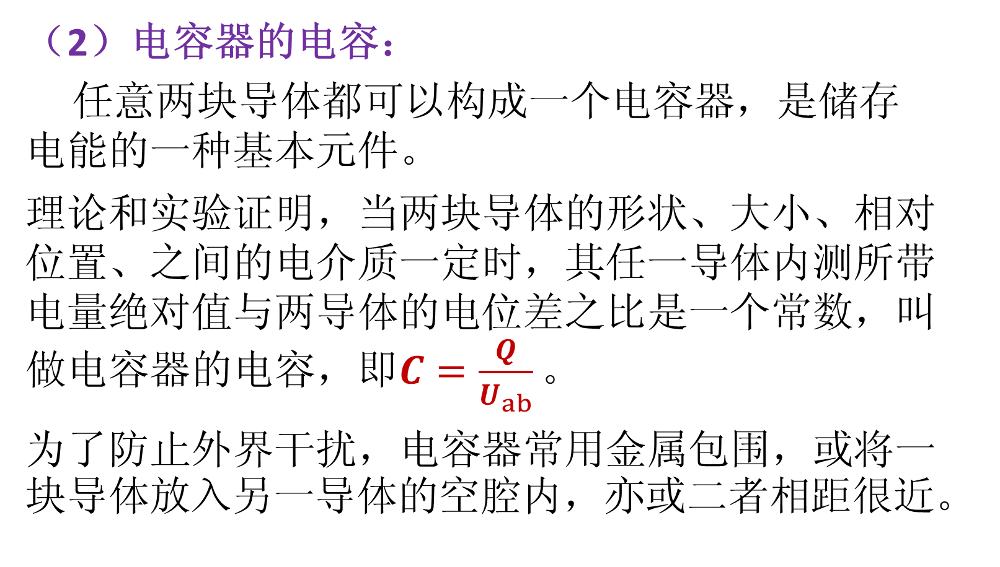 （2）电容器的电容：
任意两块导体都可以构成一个电容器，是储存
电能的一种基本元件。
理论和实验证明，当两块导体的形状、大小、相对
位置、之间的电介质一定时，其任一导体内测所带
电量绝对值与两导体的电位差之比是一个常数，叫
做电容器的电容，即C = Q/U_ab。
为了防止外界干扰，电容器常用金属包围，或将一
块导体放入另一导体的空腔内，亦或二者相距很近。